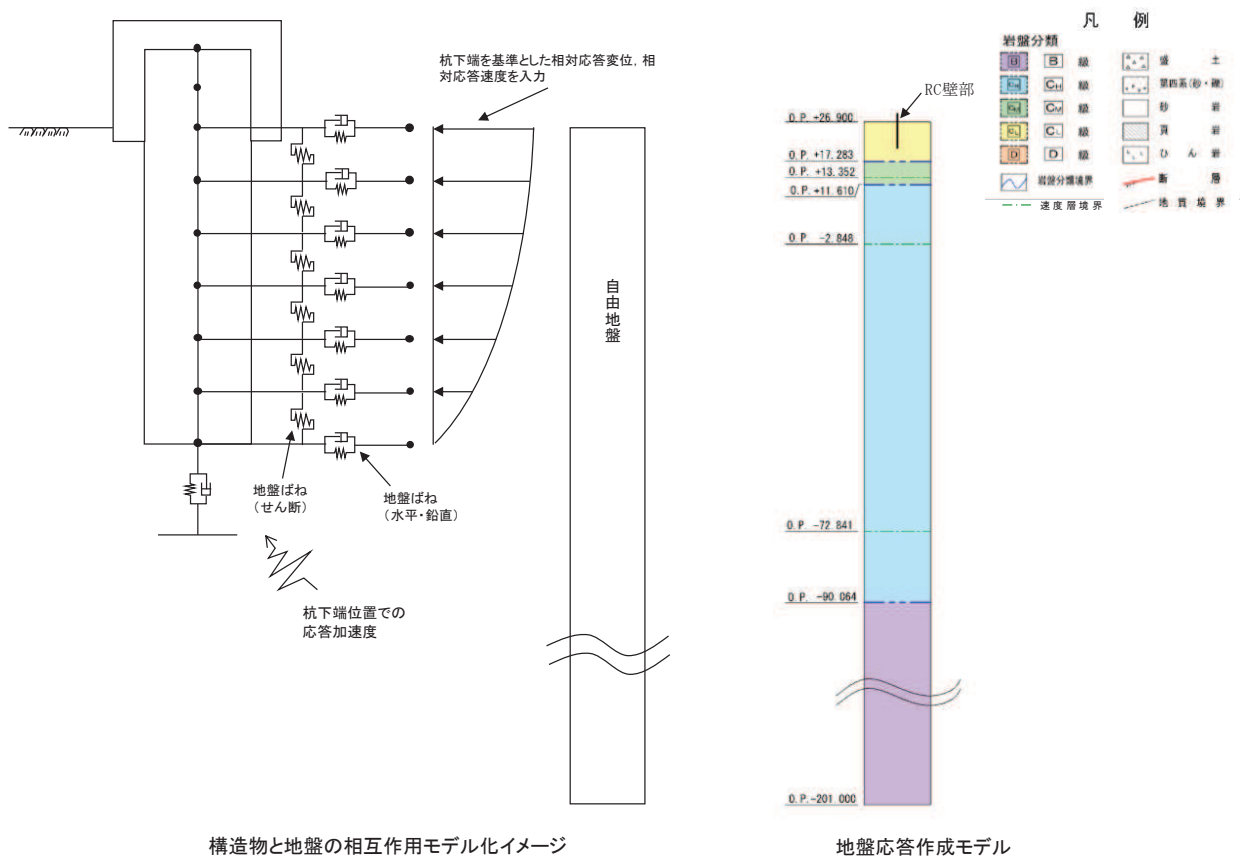 杭下端を基準とした相対応答変位，相
対応答速度を入力
自由地盤
地盤ばね
（せん断）
地盤ばね
（水平・鉛直）
杭下端位置での
応答加速度
構造物と地盤の相互作用モデル化イメージ
RC壁部
O.P. +26.900
O.P. +17.283
O.P. +13.352
O.P. +11.610
O.P. -2.848
O.P. -72.841
O.P. -90.064
O.P. -201.000
地盤応答作成モデル
凡 例
岩盤分類
B B 級
CH CH 級
CM CM 級
CL CL 級
D D 級
岩盤分類境界
速度層境界
盛 土
第四系(砂・礫)
砂 岩
頁 岩
ひ ん 岩
断 層
地 質 境 界